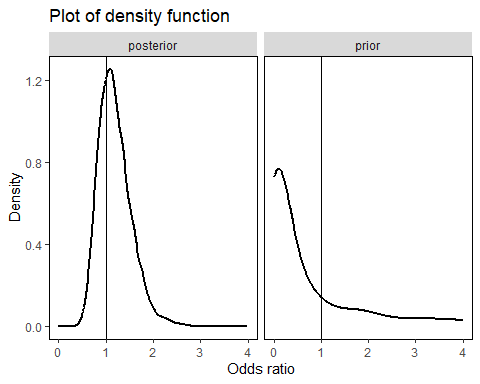 Plot of density function
posterior prior
Density
1.2
0.8
0.4
0.0
0 1 2 3 4 0 1 2 3 4
Odds ratio